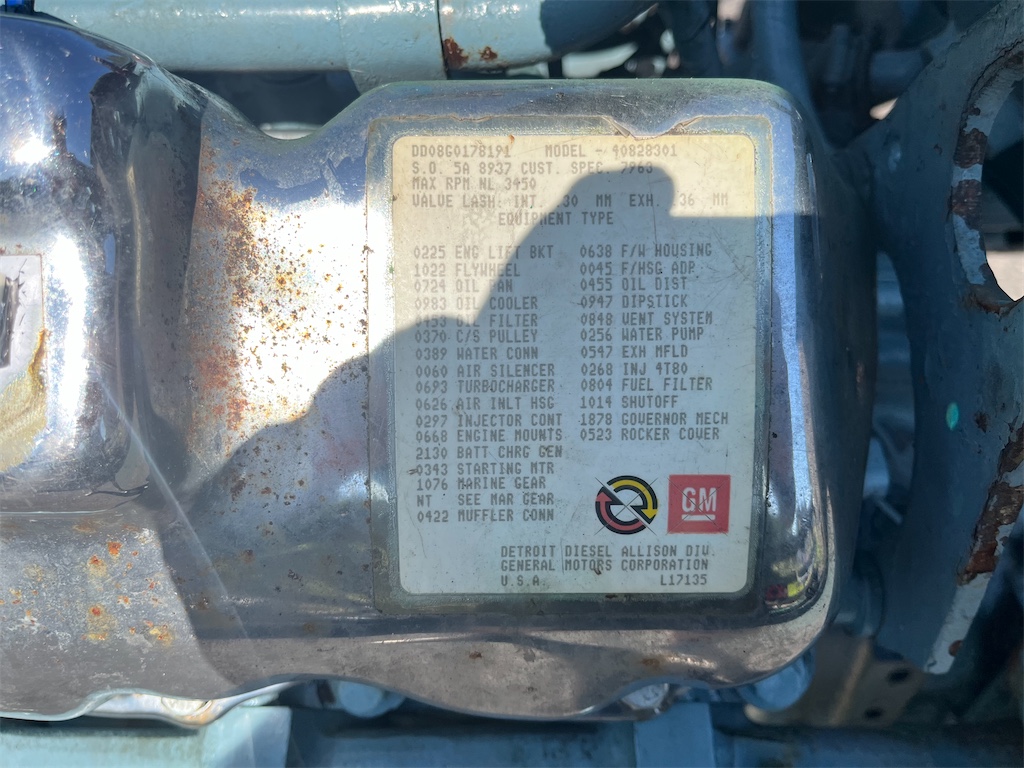 DD08G0178191 MODEL - 40828301
S.O. 5A 8937 CUST. SPEC. 7963
MAX RPM NL 3450
VALVE LASH: INT. .30 MM EXH. .36 MM
EQUIPMENT TYPE
0225 ENG LIFT BKT 0638 F/W HOUSING
1022 FLYWHEEL 0045 F/HSG ADP
0724 OIL PAN 0455 OIL DIST
0983 OIL COOLER 0947 DIPSTICK
0453 OIL FILTER 0848 VENT SYSTEM
0370 C/S PULLEY 0256 WATER PUMP
0389 WATER CONN 0547 EXH MFLD
0060 AIR SILENCER 0268 INJ 4T80
0693 TURBOCHARGER 0804 FUEL FILTER
0626 AIR INLT HSG 1014 SHUTOFF
0297 INJECTOR CONT 1878 GOVERNOR MECH
0668 ENGINE MOUNTS 0523 ROCKER COVER
2130 BATT CHRG GEN
0343 STARTING MTR
1076 MARINE GEAR
NT SEE MAR GEAR
0422 MUFFLER CONN
GM
DETROIT DIESEL ALLISON DIV.
GENERAL MOTORS CORPORATION
U.S.A. L17135